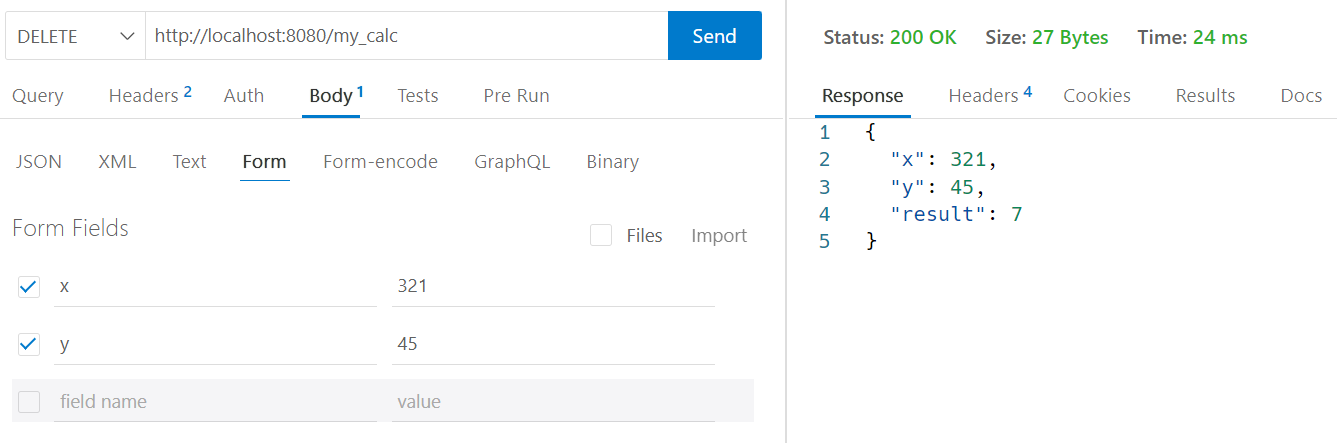 DELETE http://localhost:8080/my_calc Send
Query Headers 2 Auth Body 1 Tests Pre Run
JSON XML Text Form Form-encode GraphQL Binary
Form Fields
Files Import
x 321
y 45
field name value
Status: 200 OK Size: 27 Bytes Time: 24 ms
Response Headers 4 Cookies Results Docs
1 {
2 "x": 321,
3 "y": 45,
4 "result": 7
5 }